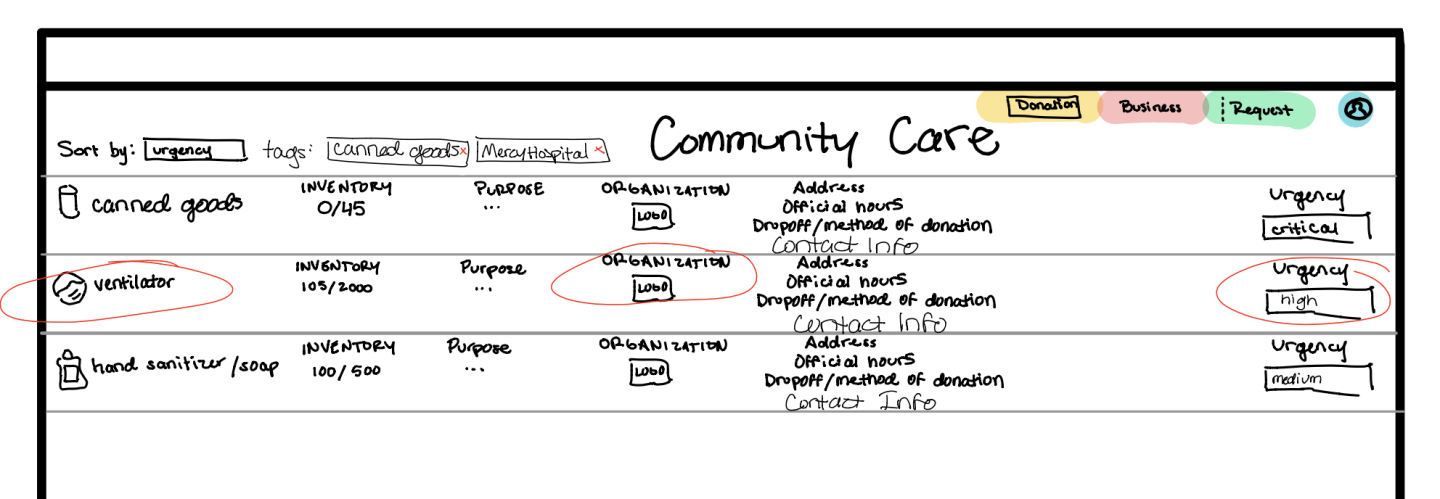 Donation Business Request
Community Care
Sort by: urgency tags: canned goods x MercyHospital x
canned goods
INVENTORY
0/45
PURPOSE
...
ORGANIZATION
LOGO
Address
Official hours
Dropoff/method of donation
Contact Info
Urgency
critical
ventilator
INVENTORY
105/2000
Purpose
...
ORGANIZATION
LOGO
Address
Official hours
Dropoff/method of donation
Contact Info
Urgency
high
hand sanitizer/soap
INVENTORY
100/500
Purpose
...
ORGANIZATION
LOGO
Address
Official hours
Dropoff/method of donation
Contact Info
Urgency
medium